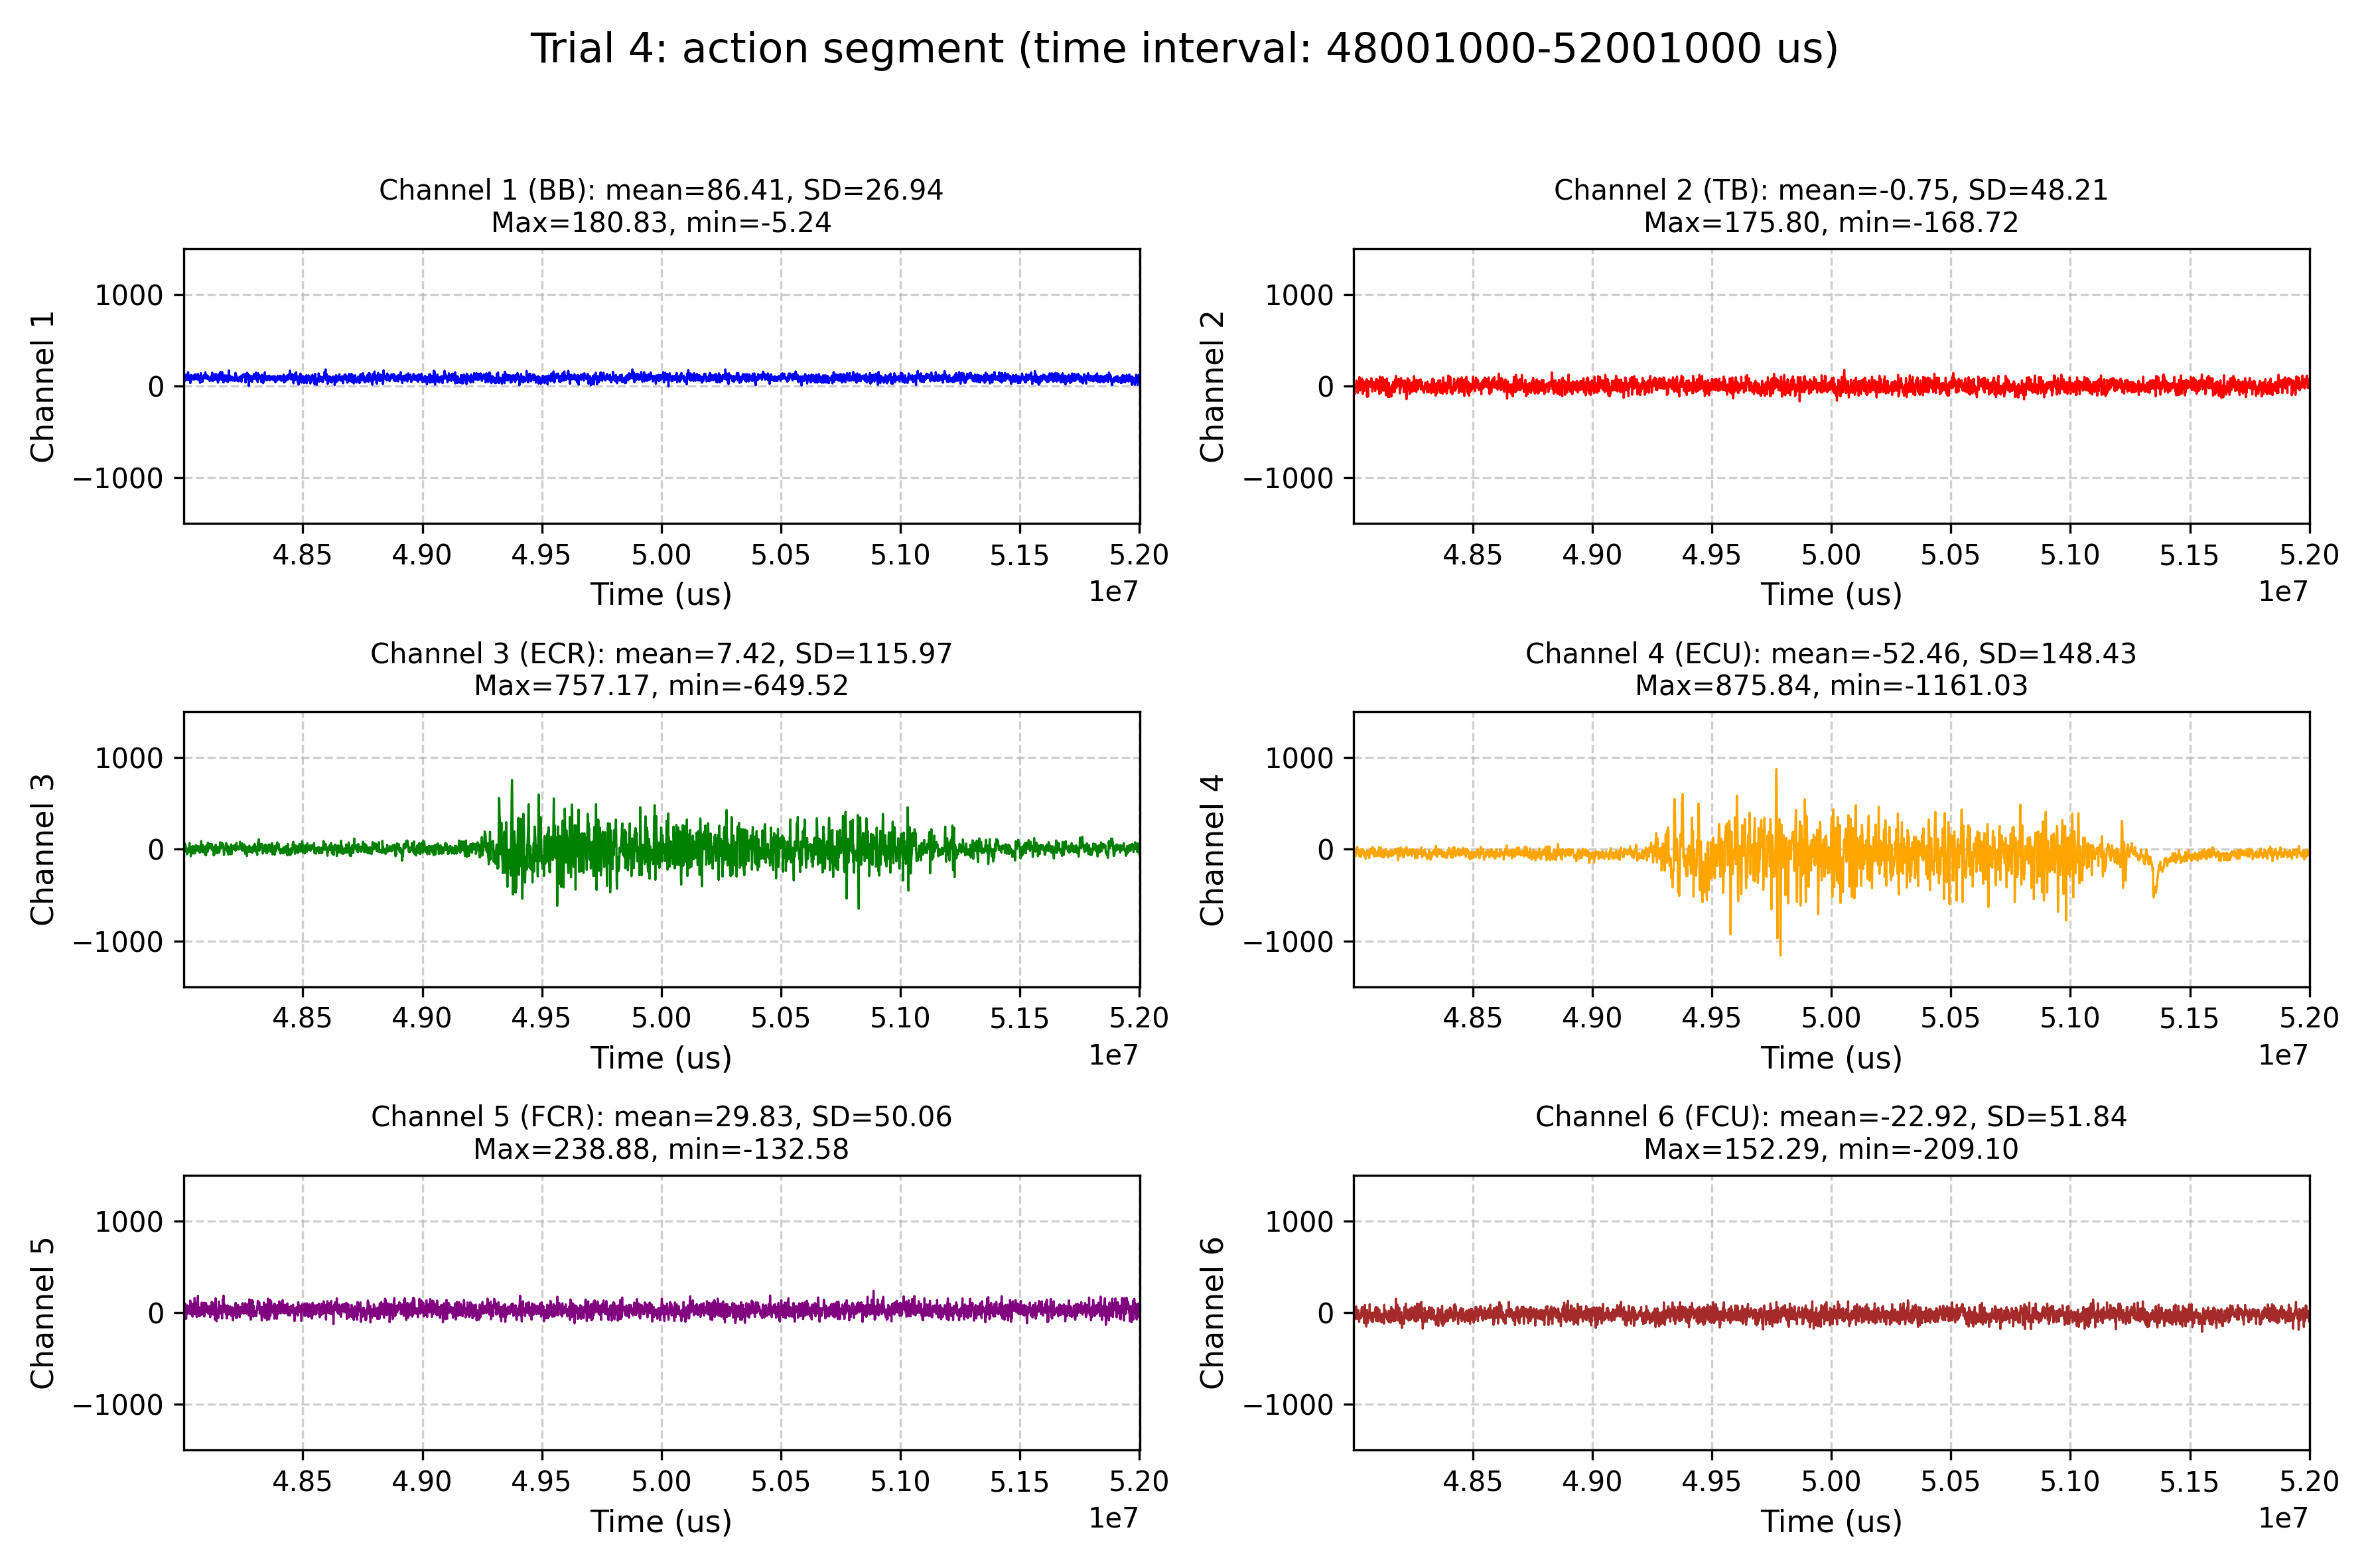 Trial 4: action segment (time interval: 48001000-52001000 us)
Channel 1 (BB): mean=86.41, SD=26.94
Max=180.83, min=-5.24
Channel 1
1000
0
−1000
4.85 4.90 4.95 5.00 5.05 5.10 5.15 5.20
Time (us)
1e7
Channel 2 (TB): mean=-0.75, SD=48.21
Max=175.80, min=-168.72
Channel 2
1000
0
−1000
4.85 4.90 4.95 5.00 5.05 5.10 5.15 5.20
Time (us)
1e7
Channel 3 (ECR): mean=7.42, SD=115.97
Max=757.17, min=-649.52
Channel 3
1000
0
−1000
4.85 4.90 4.95 5.00 5.05 5.10 5.15 5.20
Time (us)
1e7
Channel 4 (ECU): mean=-52.46, SD=148.43
Max=875.84, min=-1161.03
Channel 4
1000
0
−1000
4.85 4.90 4.95 5.00 5.05 5.10 5.15 5.20
Time (us)
1e7
Channel 5 (FCR): mean=29.83, SD=50.06
Max=238.88, min=-132.58
Channel 5
1000
0
−1000
4.85 4.90 4.95 5.00 5.05 5.10 5.15 5.20
Time (us)
1e7
Channel 6 (FCU): mean=-22.92, SD=51.84
Max=152.29, min=-209.10
Channel 6
1000
0
−1000
4.85 4.90 4.95 5.00 5.05 5.10 5.15 5.20
Time (us)
1e7